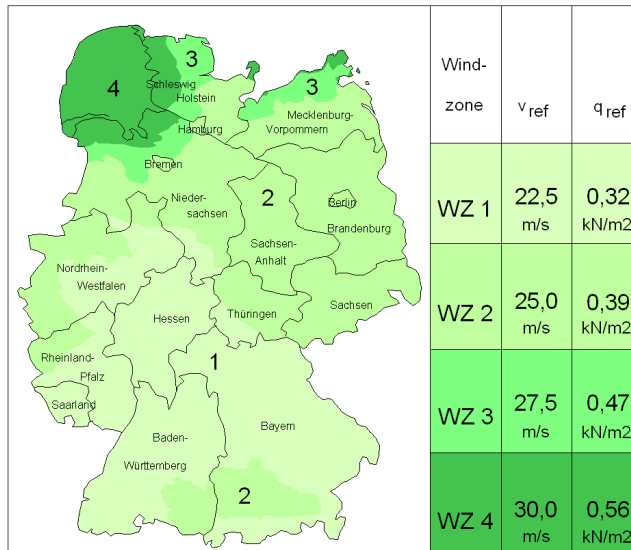 3
4
Schleswig
Holstein
3
Hamburg
Mecklenburg-
Vorpommern
Bremen
Nieder-
sachsen
2
Berlin
Brandenburg
Sachsen-
Anhalt
Nordrhein-
Westfalen
Hessen
Thüringen
Sachsen
Rheinland-
Pfalz
1
Saarland
Bayern
Baden-
Württemberg
2
Wind-
zone
v ref
q ref
WZ 1
22,5
m/s
0,32
kN/m2
WZ 2
25,0
m/s
0,39
kN/m2
WZ 3
27,5
m/s
0,47
kN/m2
WZ 4
30,0
m/s
0,56
kN/m2